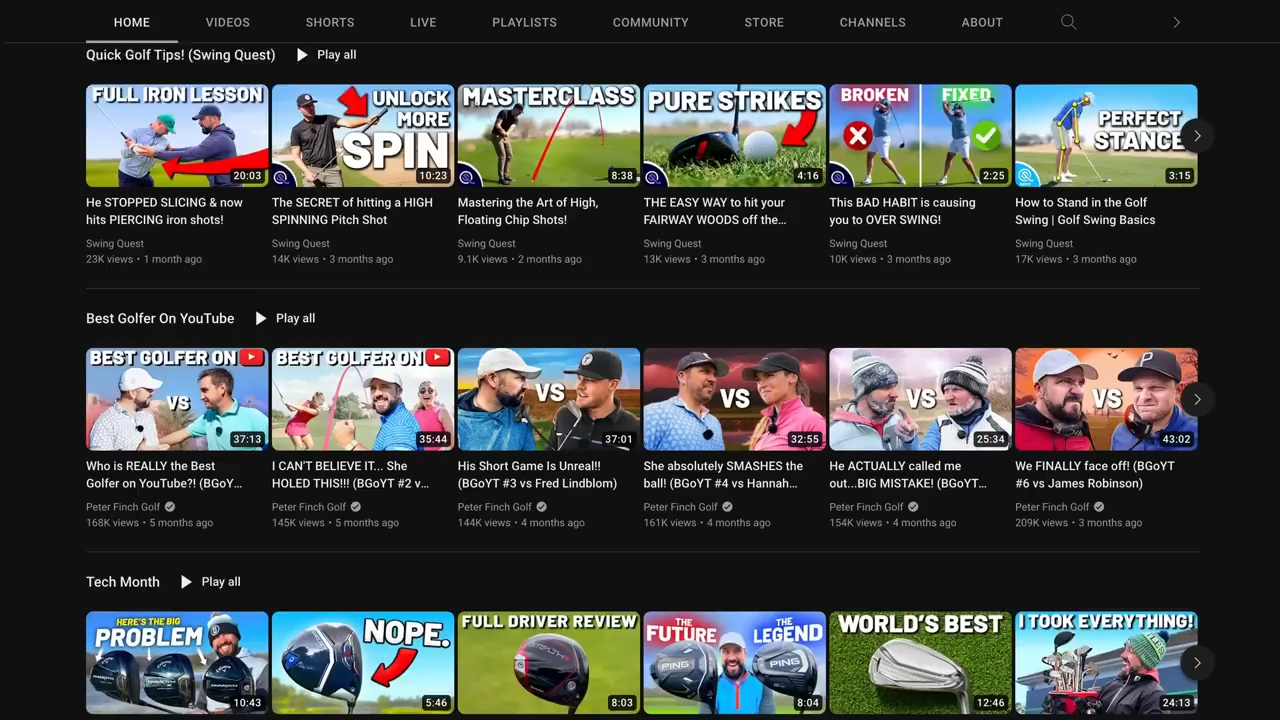 HOME VIDEOS SHORTS LIVE PLAYLISTS COMMUNITY STORE CHANNELS ABOUT
Quick Golf Tips! (Swing Quest) Play all
FULL IRON LESSON
20:03
UNLOCK
MORE
SPIN
10:23
MASTERCLASS
8:38
PURE STRIKES
4:16
BROKEN FIXED
2:25
PERFECT
STANCE
3:15
He STOPPED SLICING & now
hits PIERCING iron shots!
Swing Quest
23K views • 1 month ago
The SECRET of hitting a HIGH
SPINNING Pitch Shot
Swing Quest
14K views • 3 months ago
Mastering the Art of High,
Floating Chip Shots!
Swing Quest
9.1K views • 2 months ago
THE EASY WAY to hit your
FAIRWAY WOODS off the...
Swing Quest
13K views • 3 months ago
This BAD HABIT is causing
you to OVER SWING!
Swing Quest
10K views • 3 months ago
How to Stand in the Golf
Swing | Golf Swing Basics
Swing Quest
17K views • 3 months ago
Best Golfer On YouTube Play all
BEST GOLFER ON
VS
37:13
BEST GOLFER ON
35:44
VS
37:01
VS
32:55
VS
25:34
VS
43:02
Who is REALLY the Best
Golfer on YouTube?! (BGoY...
Peter Finch Golf
168K views • 5 months ago
I CAN'T BELIEVE IT... She
HOLED THIS!!! (BGoYT #2 v...
Peter Finch Golf
145K views • 5 months ago
His Short Game Is Unreal!!
(BGoYT #3 vs Fred Lindblom)
Peter Finch Golf
144K views • 4 months ago
She absolutely SMASHES the
ball! (BGoYT #4 vs Hannah...
Peter Finch Golf
161K views • 4 months ago
He ACTUALLY called me
out...BIG MISTAKE! (BGoYT...
Peter Finch Golf
154K views • 4 months ago
We FINALLY face off! (BGoYT
#6 vs James Robinson)
Peter Finch Golf
209K views • 3 months ago
Tech Month Play all
HERE'S THE BIG
PROBLEM
10:43
NOPE.
5:46
FULL DRIVER REVIEW
8:03
THE FUTURE
THE LEGEND
PING PING
8:04
WORLD'S BEST
12:46
I TOOK EVERYTHING!
24:13